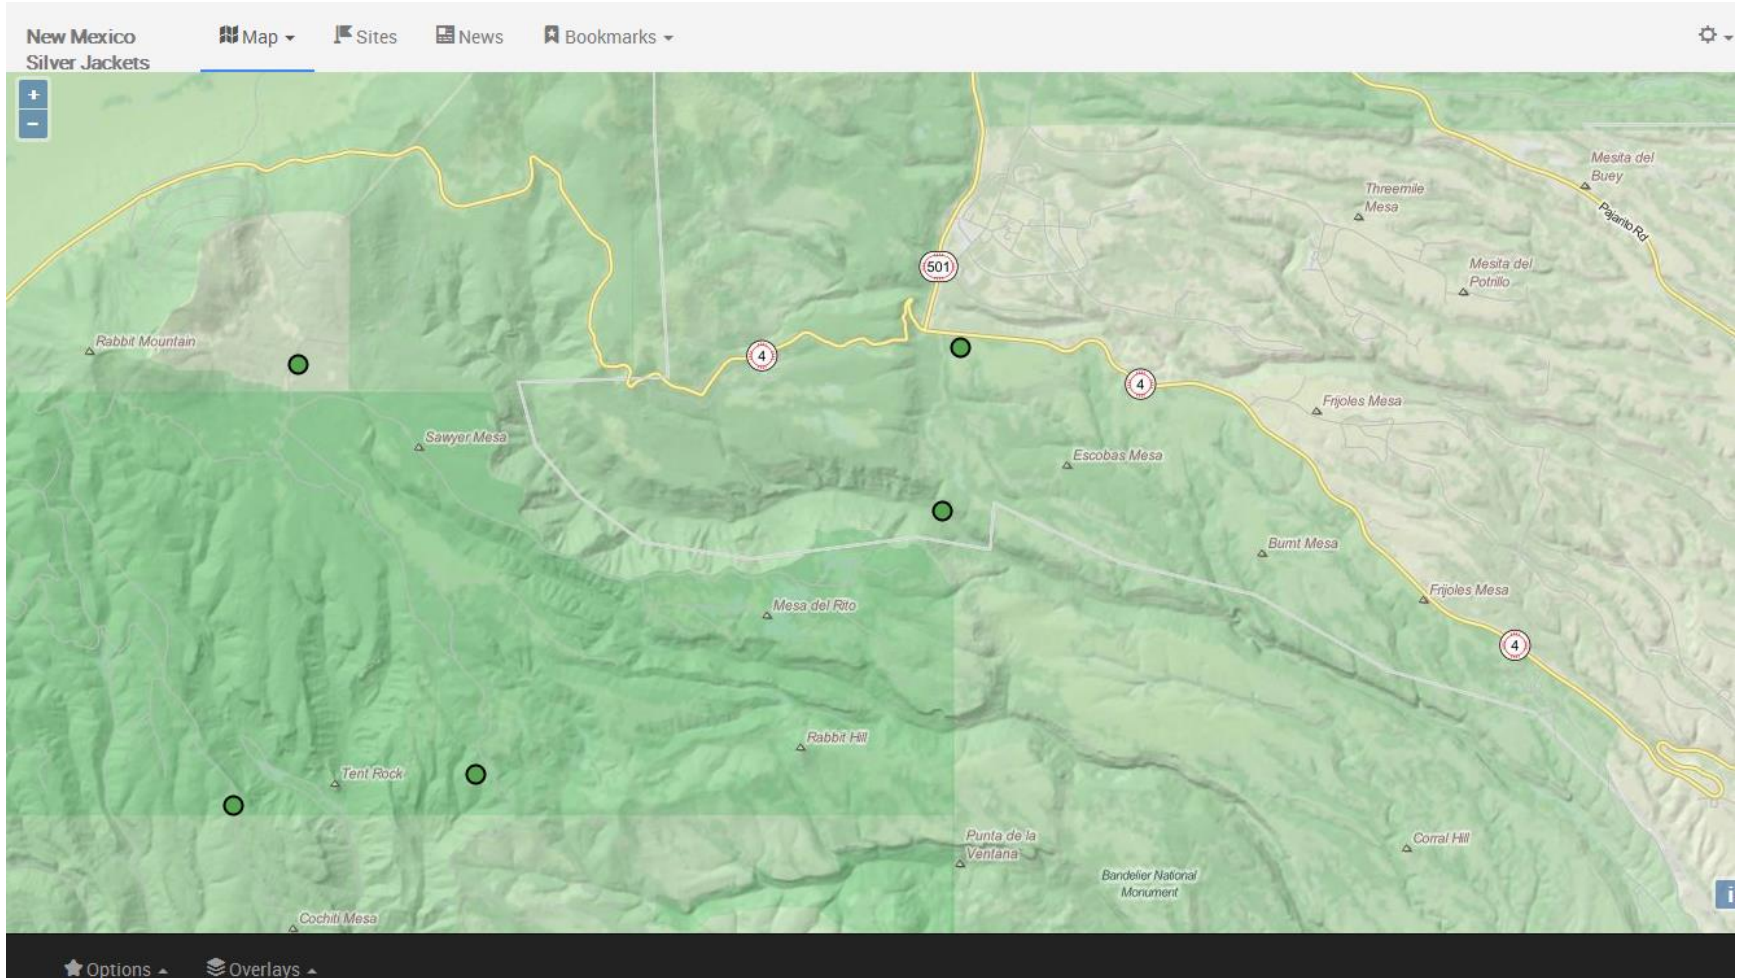 New Mexico
Silver Jackets
Map
Sites
News
Bookmarks
+
−
Mesita del
Buey
Threemile
Mesa
Pajarito Rd
501
Mesita del
Potrillo
Rabbit Mountain
4
4
Frijoles Mesa
Sawyer Mesa
Escobas Mesa
Burnt Mesa
Frijoles Mesa
Mesa del Rito
4
Rabbit Hill
Tent Rock
Punta de la
Ventana
Corral Hill
Bandelier National
Monument
i
Cochiti Mesa
Options
Overlays